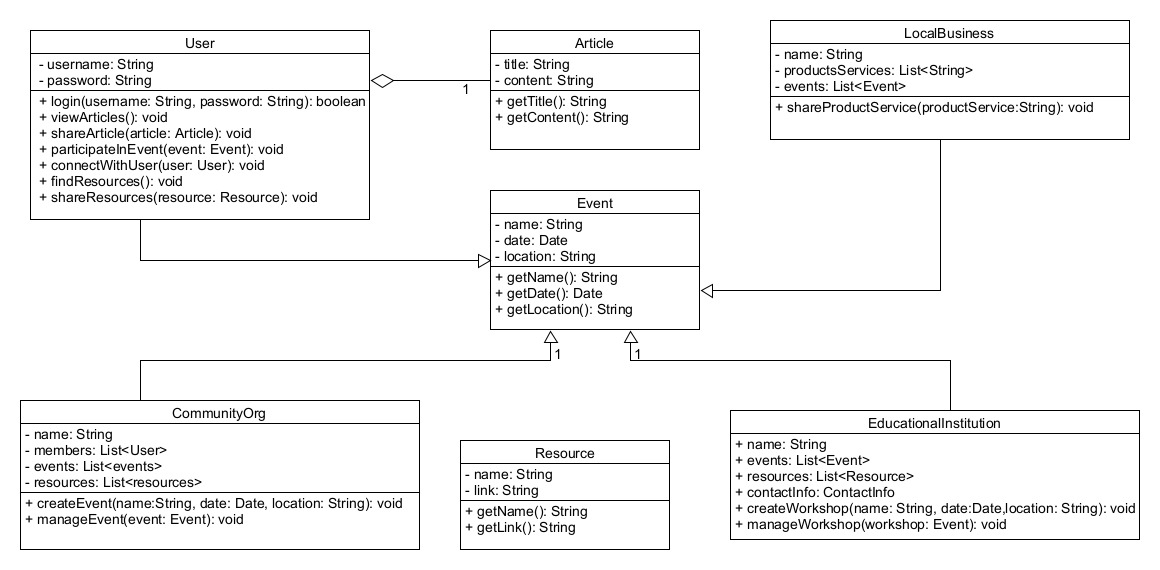 User
- username: String
- password: String
+ login(username: String, password: String): boolean
+ viewArticles(): void
+ shareArticle(article: Article): void
+ participateInEvent(event: Event): void
+ connectWithUser(user: User): void
+ findResources(): void
+ shareResources(resource: Resource): void
1
Article
- title: String
- content: String
+ getTitle(): String
+ getContent(): String
LocalBusiness
- name: String
- productsServices: List<String>
- events: List<Event>
+ shareProductService(productService:String): void
Event
- name: String
- date: Date
- location: String
+ getName(): String
+ getDate(): Date
+ getLocation(): String
1
1
CommunityOrg
- name: String
- members: List<User>
- events: List<events>
- resources: List<resources>
+ createEvent(name:String, date: Date, location: String): void
+ manageEvent(event: Event): void
Resource
- name: String
- link: String
+ getName(): String
+ getLink(): String
EducationalInstitution
+ name: String
+ events: List<Event>
+ resources: List<Resource>
+ contactInfo: ContactInfo
+ createWorkshop(name: String, date:Date,location: String): void
+ manageWorkshop(workshop: Event): void